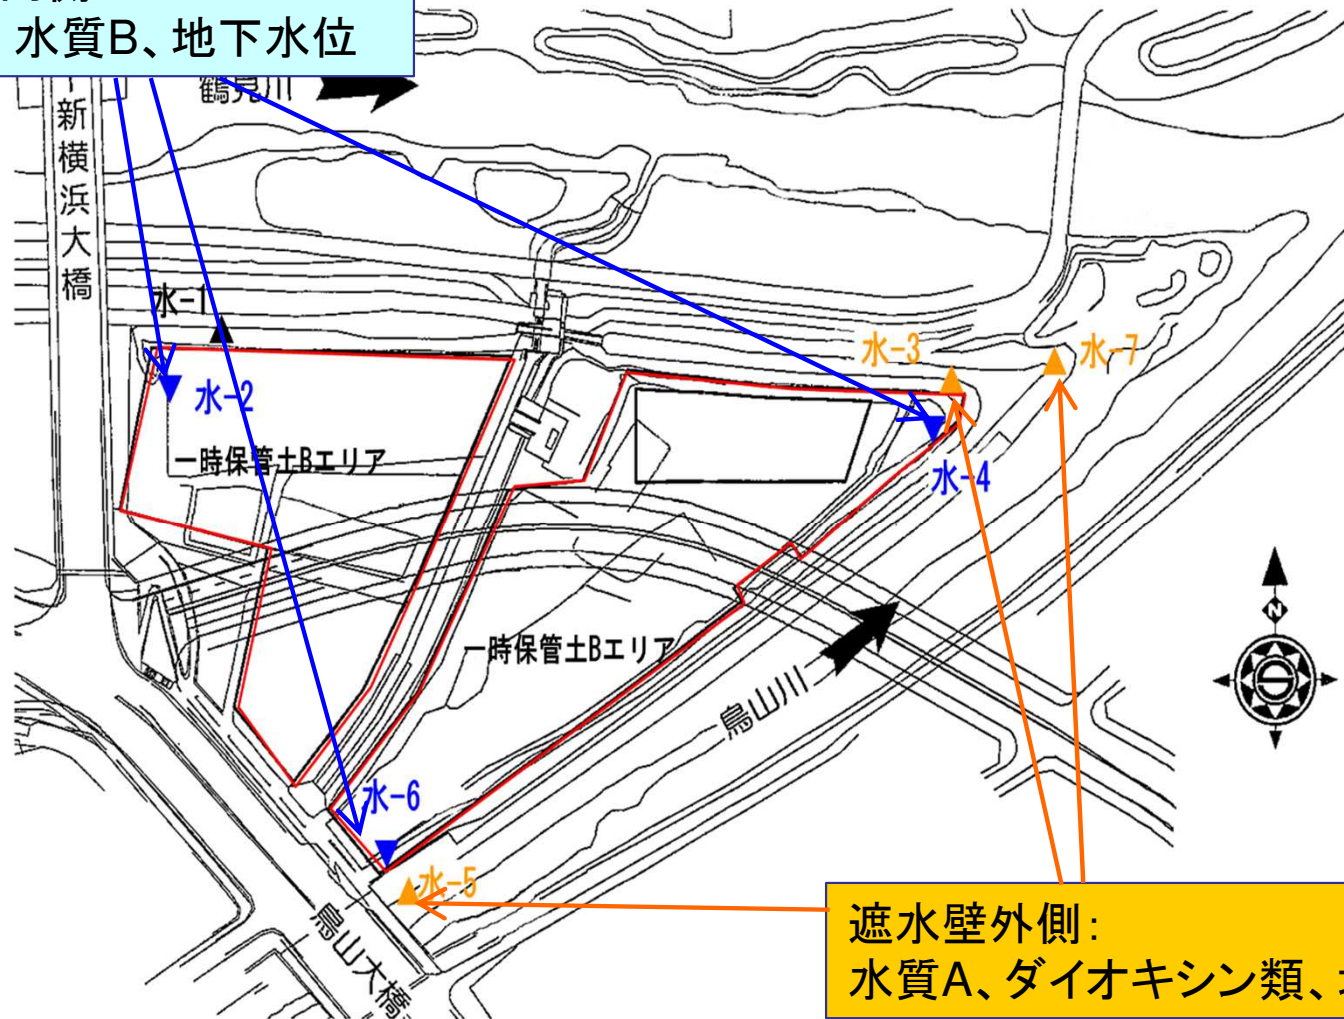 水質B、地下水位
鶴見川
新横浜大橋
水-1
水-2
水-3
水-7
一時保管土Bエリア
水-4
一時保管土Bエリア
鳥山川
N
水-6
水-5
鳥山大橋
遮水壁外側:
水質A、ダイオキシン類、